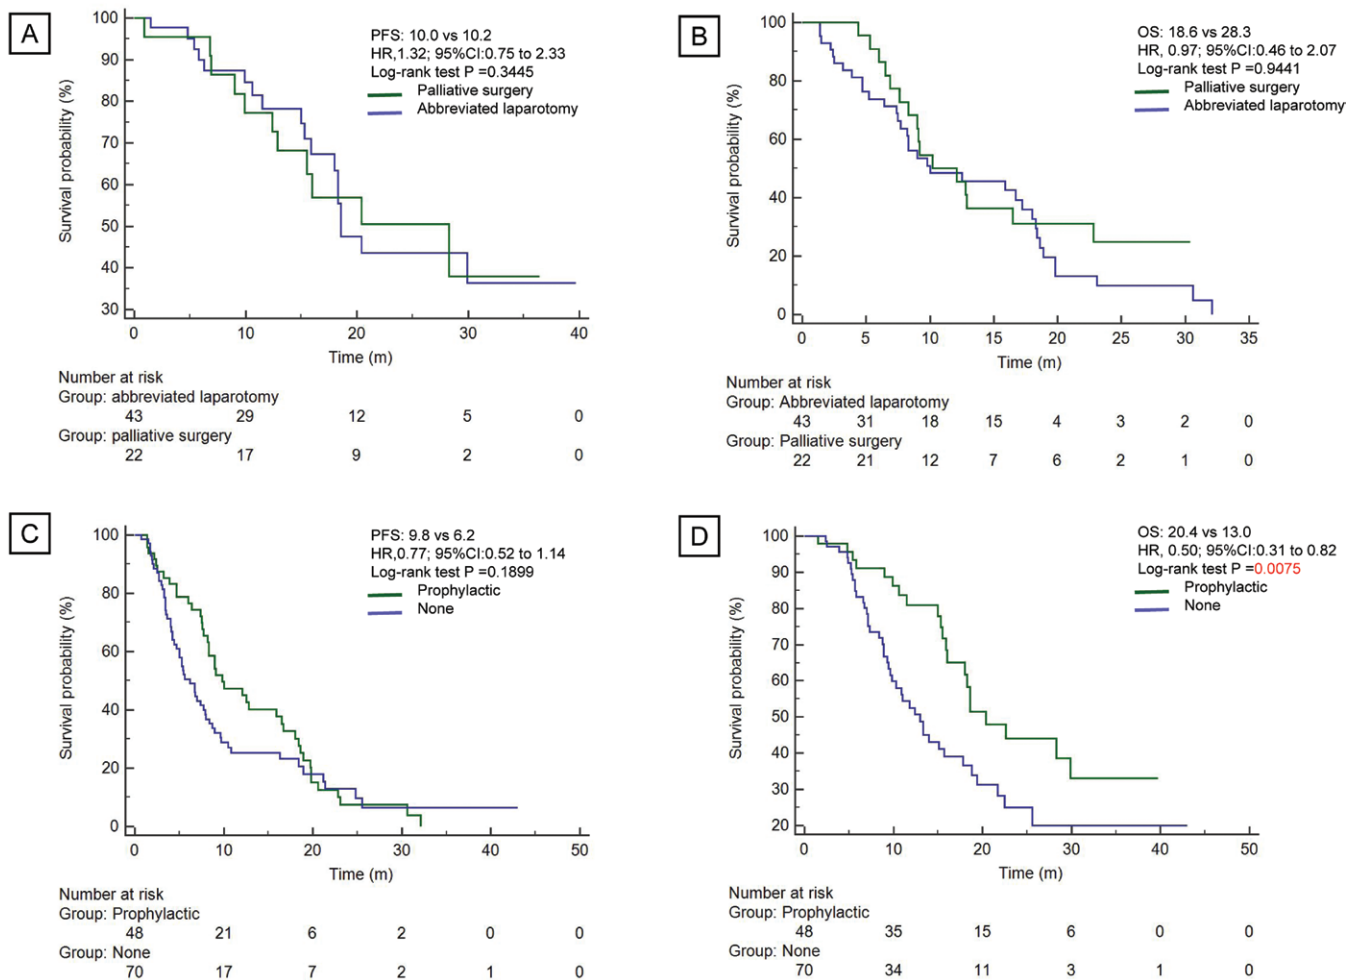 A
PFS: 10.0 vs 10.2
HR,1.32; 95%CI:0.75 to 2.33
Log-rank test P =0.3445
Palliative surgery
Abbreviated laparotomy
Survival probability (%)
100
90
80
70
60
50
40
30
0 10 20 30 40
Time (m)
Number at risk
Group: abbreviated laparotomy
43 29 12 5 0
Group: palliative surgery
22 17 9 2 0
B
OS: 18.6 vs 28.3
HR, 0.97; 95%CI:0.46 to 2.07
Log-rank test P =0.9441
Palliative surgery
Abbreviated laparotomy
Survival probability (%)
100
80
60
40
20
0
0 5 10 15 20 25 30 35
Time (m)
Number at risk
Group: Abbreviated laparotomy
43 31 18 15 4 3 2 0
Group: Palliative surgery
22 21 12 7 6 2 1 0
C
PFS: 9.8 vs 6.2
HR,0.77; 95%CI:0.52 to 1.14
Log-rank test P =0.1899
Prophylactic
None
Survival probability (%)
100
80
60
40
20
0
0 10 20 30 40 50
Time (m)
Number at risk
Group: Prophylactic
48 21 6 2 0 0
Group: None
70 17 7 2 1 0
D
OS: 20.4 vs 13.0
HR, 0.50; 95%CI:0.31 to 0.82
Log-rank test P =0.0075
Prophylactic
None
Survival probability (%)
100
90
80
70
60
50
40
30
20
0 10 20 30 40 50
Time (m)
Number at risk
Group: Prophylactic
48 35 15 6 0 0
Group: None
70 34 11 3 1 0